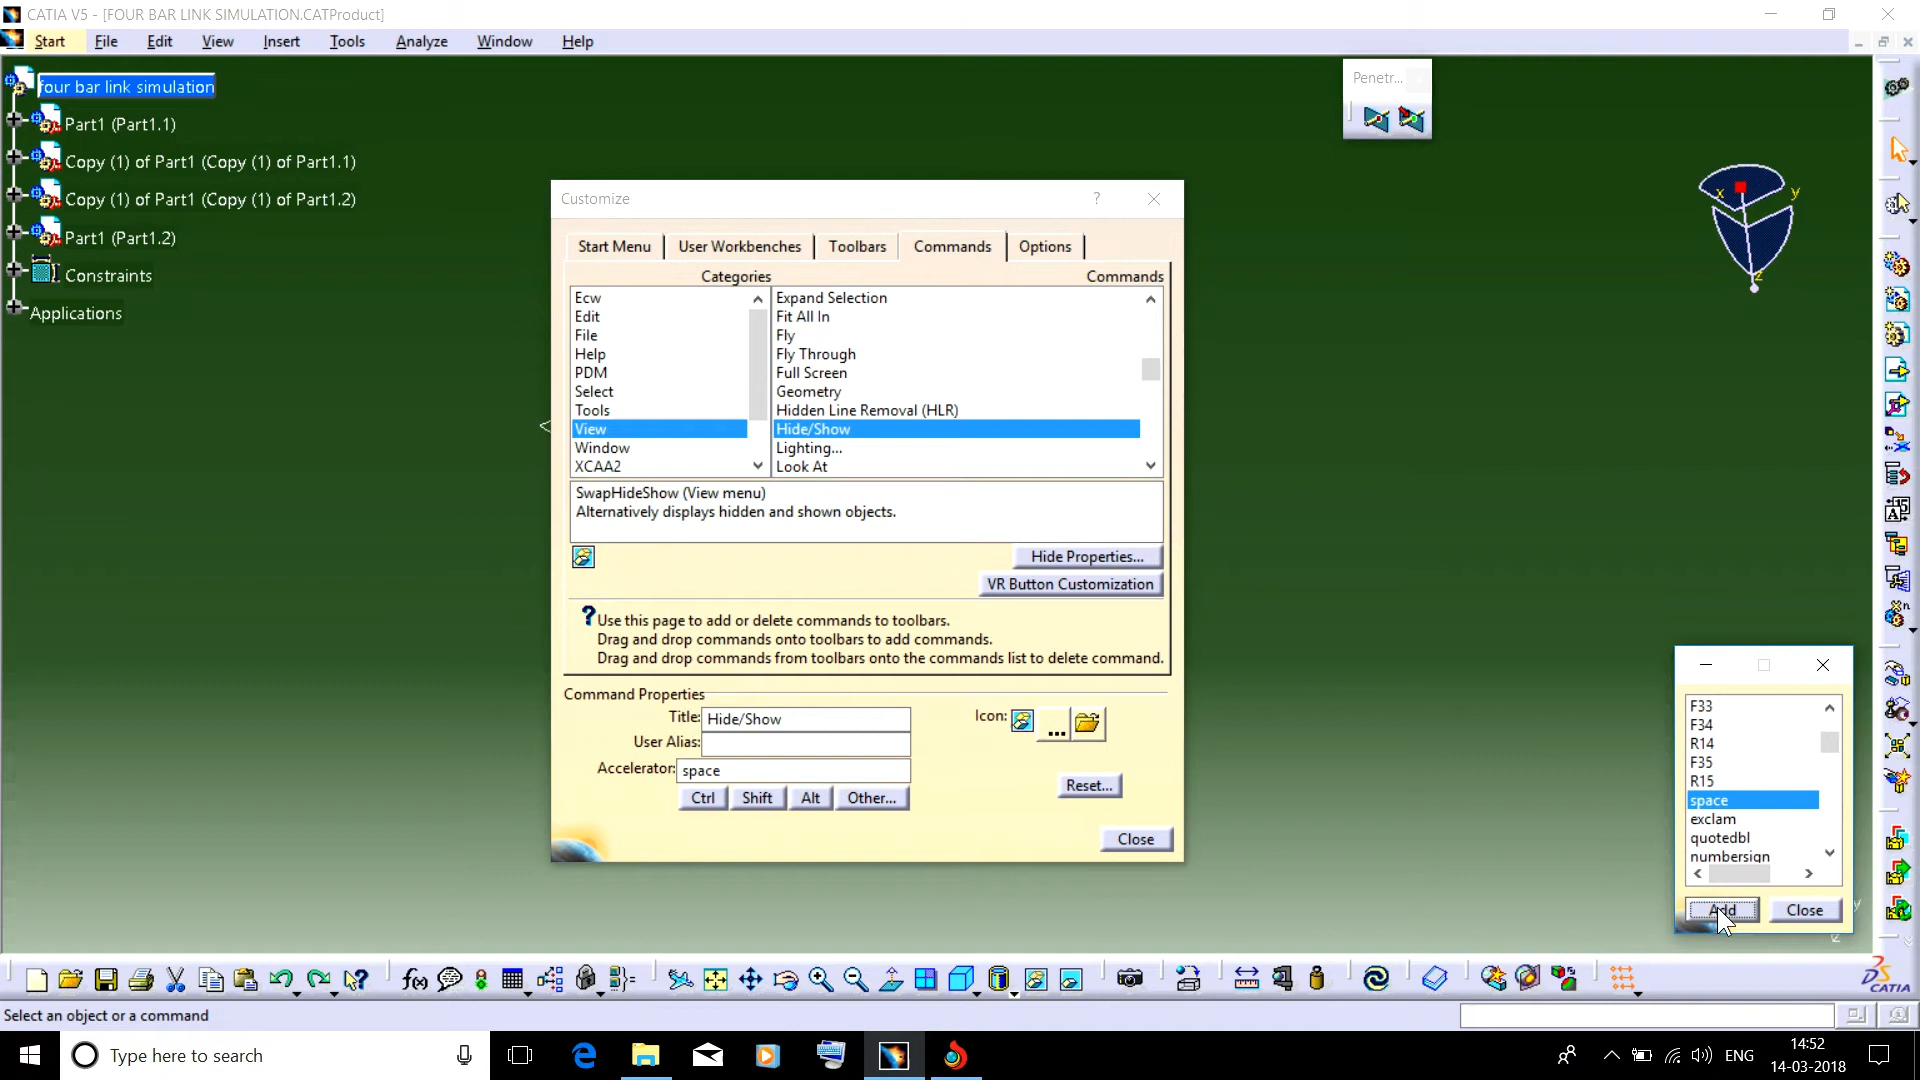 CATIA V5 - [FOUR BAR LINK SIMULATION.CATProduct]
Start File Edit View Insert Tools Analyze Window Help
four bar link simulation
Part1 (Part1.1)
Copy (1) of Part1 (Copy (1) of Part1.1)
Copy (1) of Part1 (Copy (1) of Part1.2)
Part1 (Part1.2)
Constraints
Applications
Penetr...
x y
z
Customize ?
Start Menu User Workbenches Toolbars Commands Options
Categories Commands
Ecw
Edit
File
Help
PDM
Select
Tools
View
Window
XCAA2
Expand Selection
Fit All In
Fly
Fly Through
Full Screen
Geometry
Hidden Line Removal (HLR)
Hide/Show
Lighting...
Look At
SwapHideShow (View menu)
Alternatively displays hidden and shown objects.
Hide Properties...
VR Button Customization
? Use this page to add or delete commands to toolbars.
Drag and drop commands onto toolbars to add commands.
Drag and drop commands from toolbars onto the commands list to delete command.
Command Properties
Title: Hide/Show
Icon: ...
User Alias:
Accelerator: space
Reset...
Ctrl Shift Alt Other...
Close
F33
F34
R14
F35
R15
space
exclam
quotedbl
numbersign
Add Close
f(x)
CATIA
Select an object or a command
Type here to search
ENG
14:52
14-03-2018